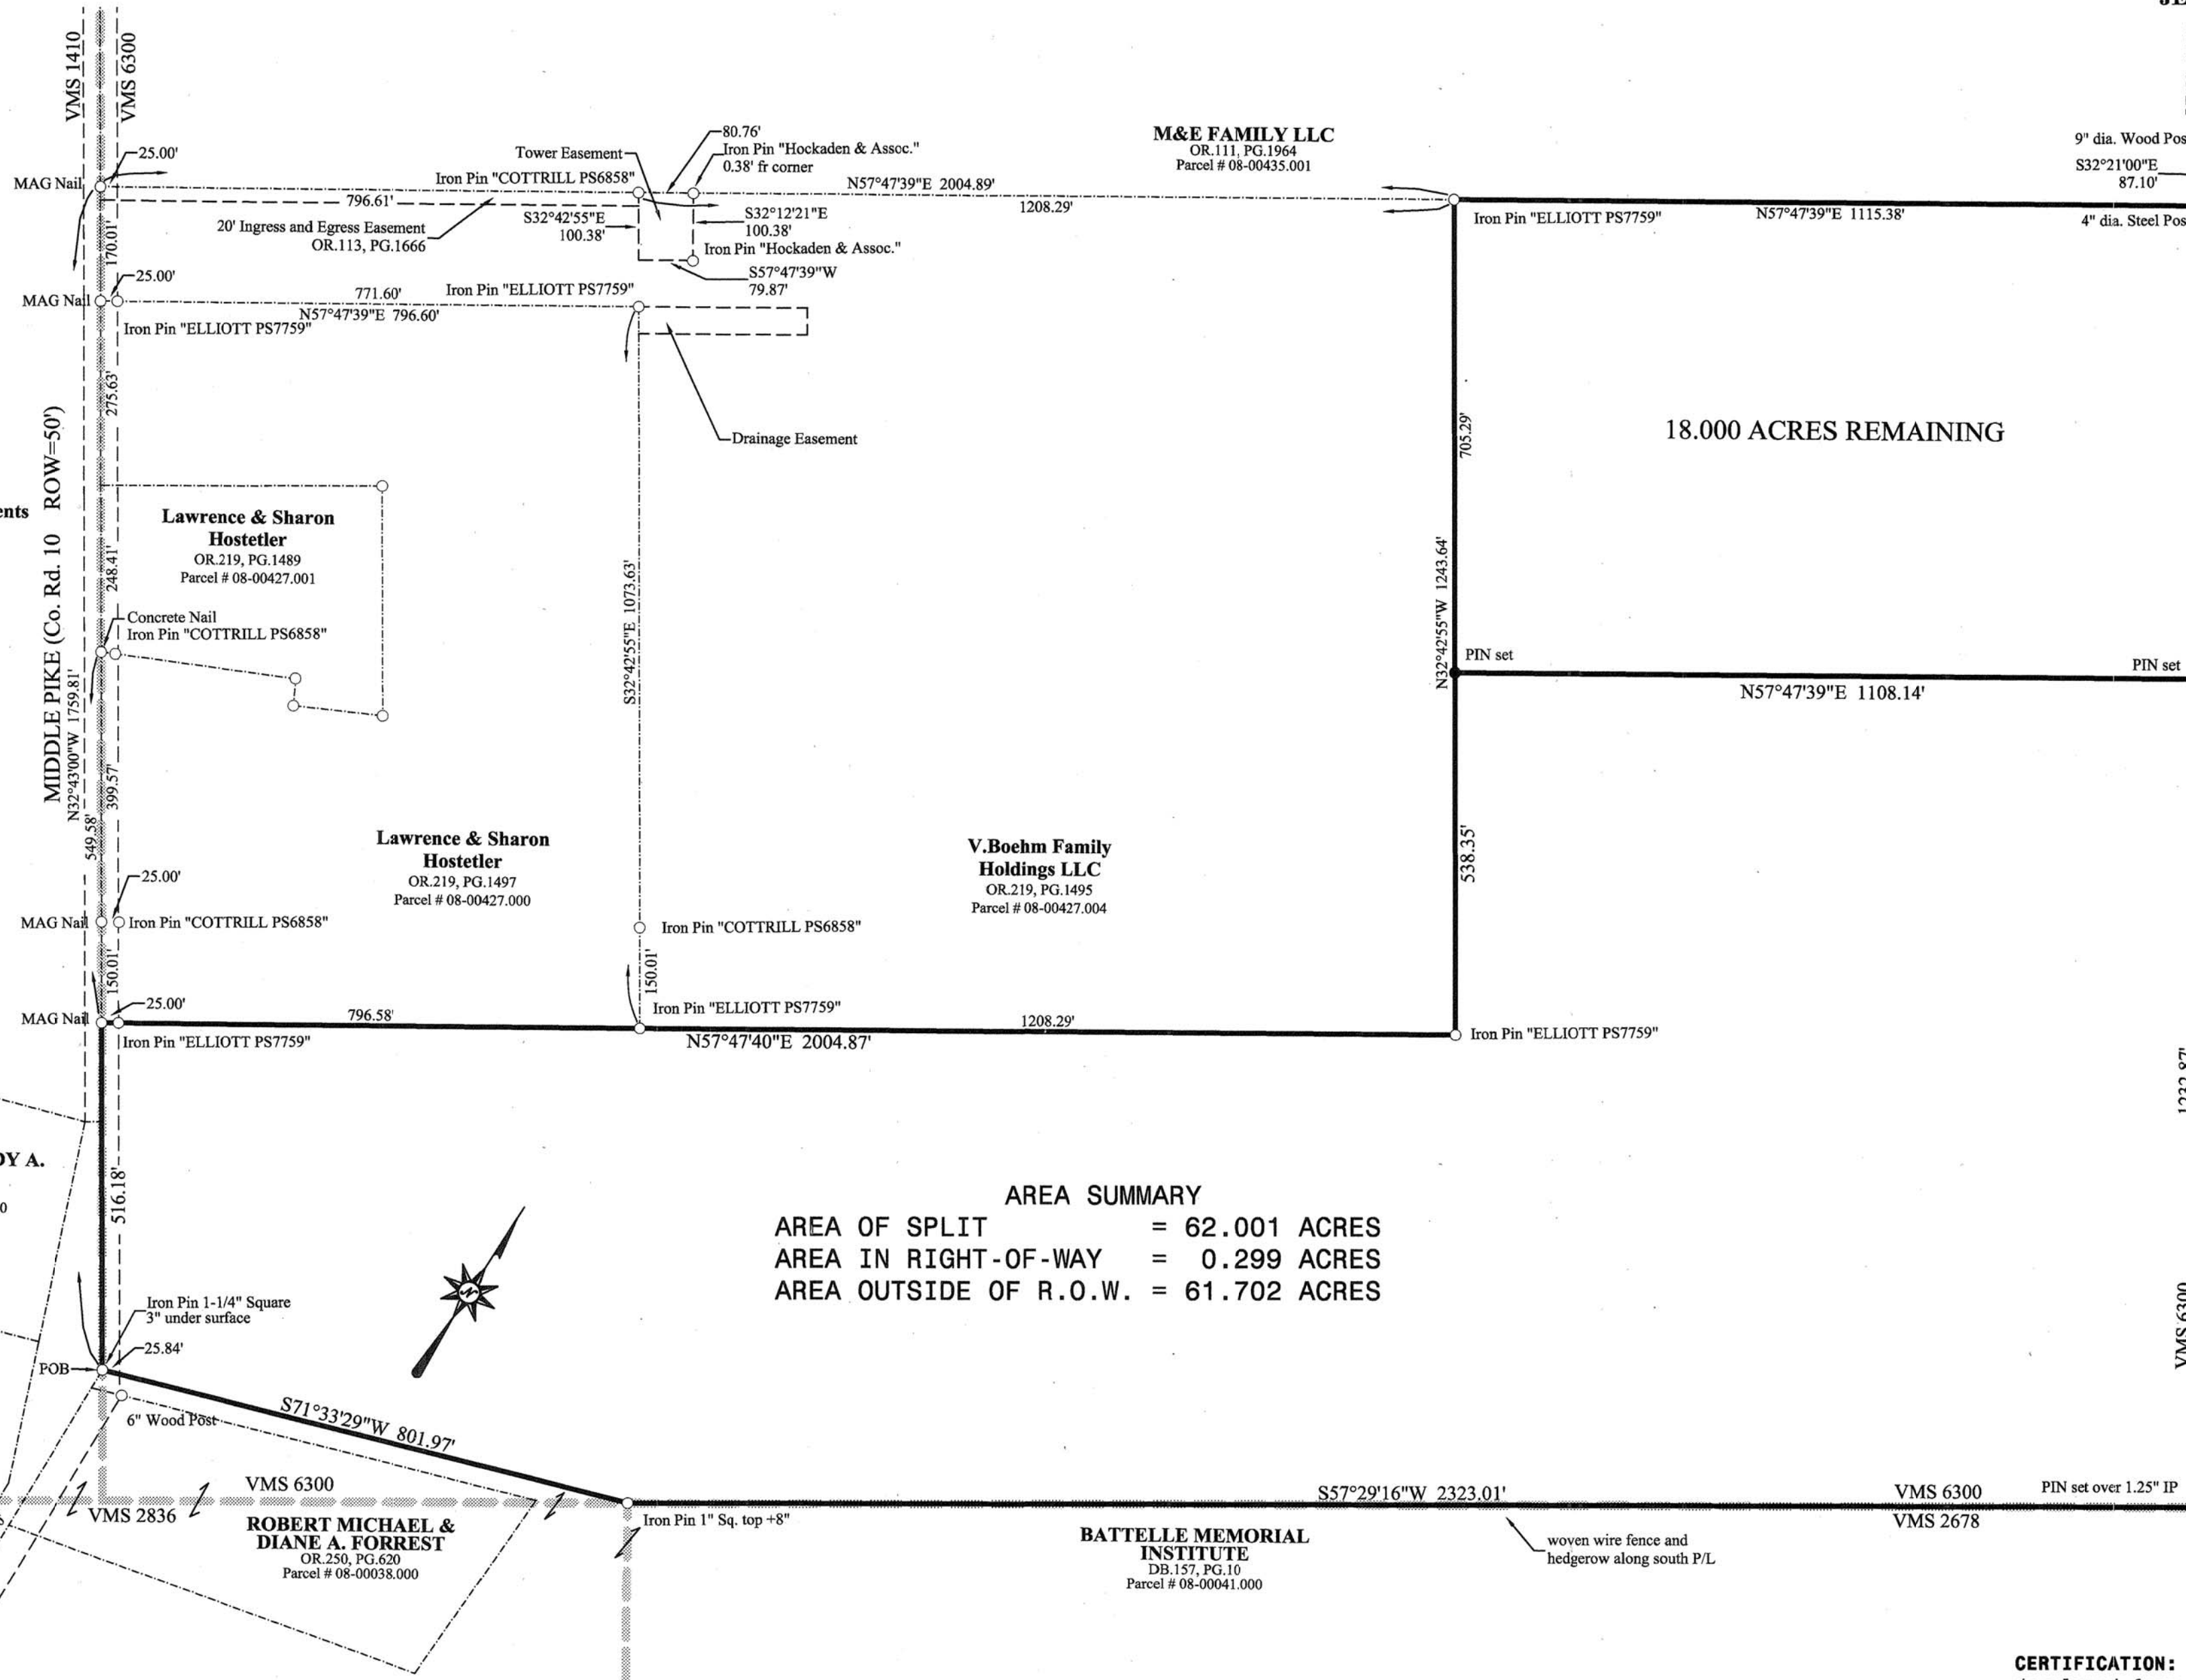 VMS 1410
VMS 6300
MAG Nail
25.00'
796.61'
20' Ingress and Egress Easement
OR.113, PG.1666
Tower Easement
Iron Pin "COTTRILL PS6858"
80.76'
Iron Pin "Hockaden & Assoc."
0.38' fr corner
N57°47'39"E 2004.89'
1208.29'
S32°42'55"E
100.38'
S32°12'21"E
100.38'
Iron Pin "Hockaden & Assoc."
S57°47'39"W
79.87'
M&E FAMILY LLC
OR.111, PG.1964
Parcel # 08-00435.001
9" dia. Wood Pos
S32°21'00"E
87.10'
Iron Pin "ELLIOTT PS7759"
N57°47'39"E 1115.38'
4" dia. Steel Pos
170.01'
MAG Nail
25.00'
771.60'
N57°47'39"E 796.60'
Iron Pin "ELLIOTT PS7759"
Iron Pin "ELLIOTT PS7759"
Drainage Easement
275.63'
705.29'
18.000 ACRES REMAINING
MIDDLE PIKE (Co. Rd. 10 ROW=50')
ents
Lawrence & Sharon
Hostetler
OR.219, PG.1489
Parcel # 08-00427.001
248.41'
Concrete Nail
Iron Pin "COTTRILL PS6858"
S32°42'55"E 1073.63'
N32°42'55"W 1243.64'
PIN set
PIN set
N57°47'39"E 1108.14'
N32°43'00"W 1759.81'
399.57'
549.58'
Lawrence & Sharon
Hostetler
OR.219, PG.1497
Parcel # 08-00427.000
V.Boehm Family
Holdings LLC
OR.219, PG.1495
Parcel # 08-00427.004
538.35'
25.00'
MAG Nail
Iron Pin "COTTRILL PS6858"
Iron Pin "COTTRILL PS6858"
150.01'
150.01'
MAG Nail
25.00'
796.58'
Iron Pin "ELLIOTT PS7759"
1208.29'
Iron Pin "ELLIOTT PS7759"
N57°47'40"E 2004.87'
Iron Pin "ELLIOTT PS7759"
1232.87'
DY A.
0
516.18'
AREA SUMMARY
AREA OF SPLIT = 62.001 ACRES
AREA IN RIGHT-OF-WAY = 0.299 ACRES
AREA OUTSIDE OF R.O.W. = 61.702 ACRES
N
Iron Pin 1-1/4" Square
3" under surface
25.84'
POB
VMS 6300
6" Wood Post
S71°33'29"W 801.97'
VMS 6300
VMS 2836
ROBERT MICHAEL &
DIANE A. FORREST
OR.250, PG.620
Parcel # 08-00038.000
Iron Pin 1" Sq. top +8"
S57°29'16"W 2323.01'
VMS 6300
VMS 2678
PIN set over 1.25" IP
BATTELLE MEMORIAL
INSTITUTE
DB.157, PG.10
Parcel # 08-00041.000
woven wire fence and
hedgerow along south P/L
CERTIFICATION: